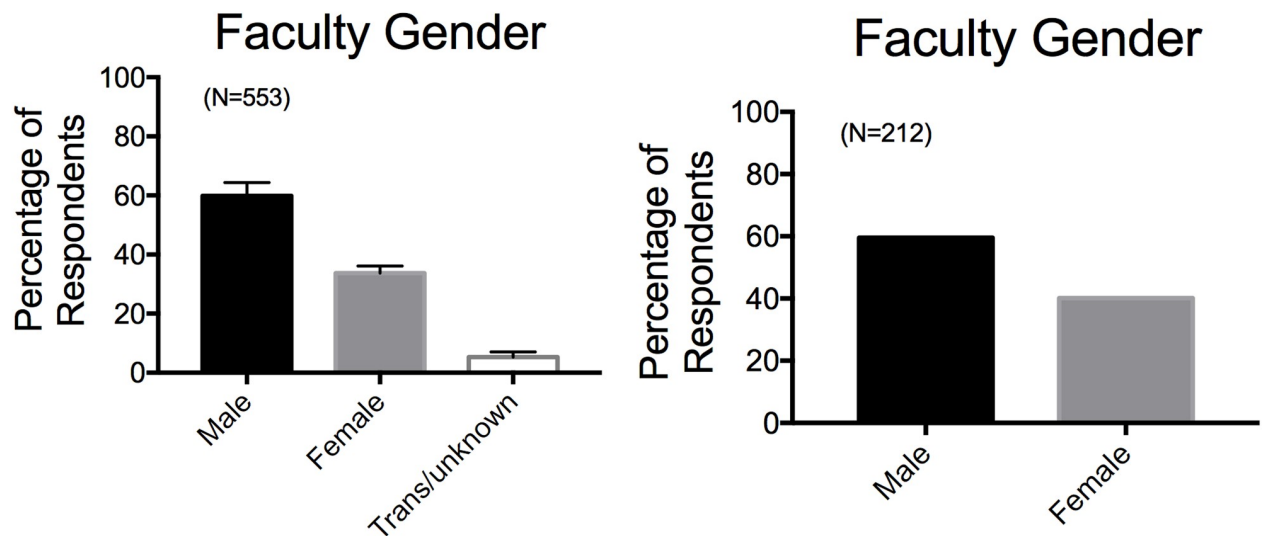 Faculty Gender
(N=553)
Percentage of
Respondents
100
80
60
40
20
0
Male
Female
Trans/unknown
Faculty Gender
(N=212)
Percentage of
Respondents
100
80
60
40
20
0
Male
Female